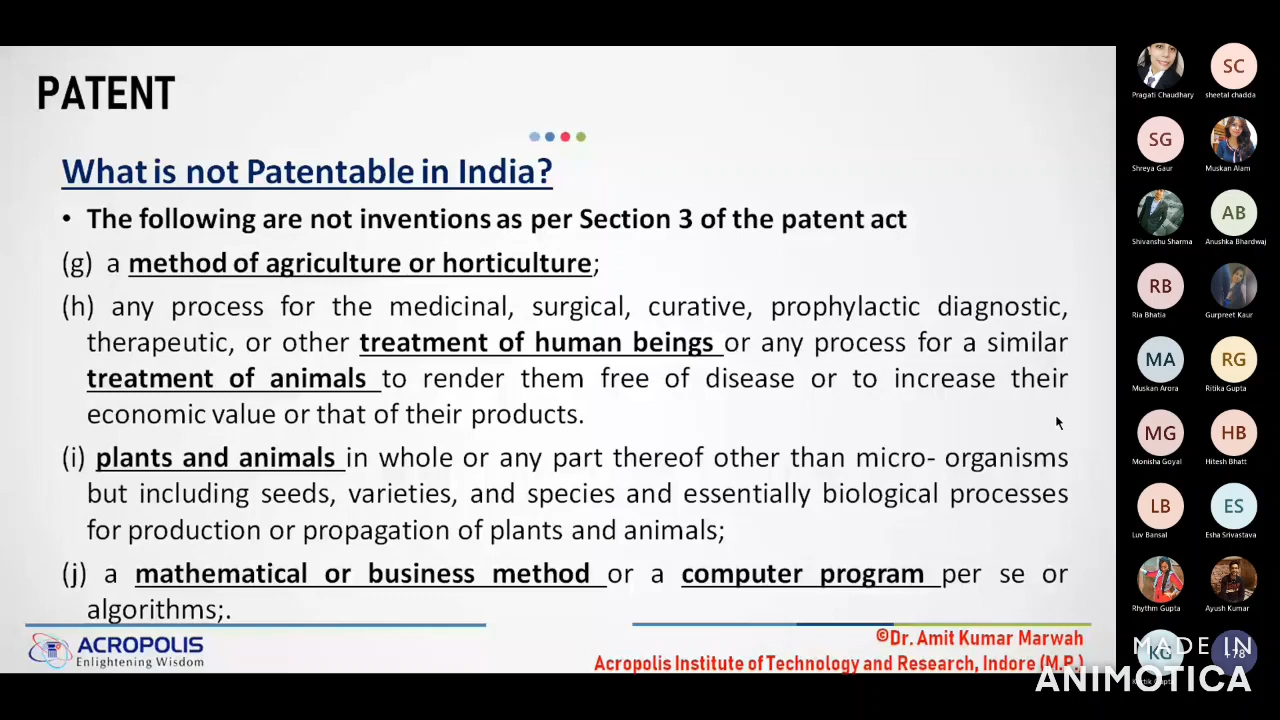 PATENT
What is not Patentable in India?
• The following are not inventions as per Section 3 of the patent act
(g) a method of agriculture or horticulture;
(h) any process for the medicinal, surgical, curative, prophylactic diagnostic,
therapeutic, or other treatment of human beings or any process for a similar
treatment of animals to render them free of disease or to increase their
economic value or that of their products.
(i) plants and animals in whole or any part thereof other than micro- organisms
but including seeds, varieties, and species and essentially biological processes
for production or propagation of plants and animals;
(j) a mathematical or business method or a computer program per se or
algorithms;.
ACROPOLIS
Enlightening Wisdom
©Dr. Amit Kumar Marwah
Acropolis Institute of Technology and Research, Indore (M.P.)
SC
Pragati Chaudhary sheetal chadda
SG
Shreya Gaur Muskan Alam
AB
Shivanshu Sharma Anushka Bhardwaj
RB
Ria Bhatia Gurpreet Kaur
MA RG
Muskan Arora Ritika Gupta
MG HB
Monisha Goyal Hitesh Bhatt
LB ES
Luv Bansal Esha Srivastava
Rhythm Gupta Ayush Kumar
KG +78
MADE IN
ANIMOTICA